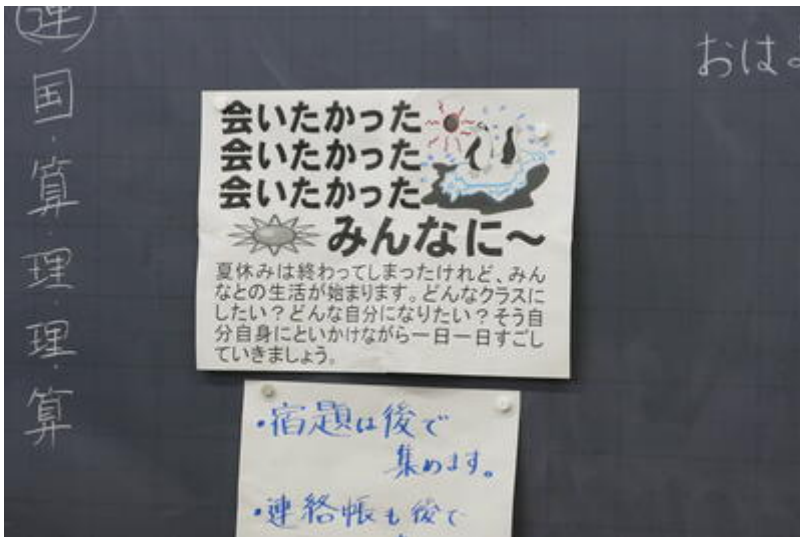 連
国・算・理・理・算
おはよ
会いたかった
会いたかった
会いたかった
みんなに～
夏休みは終わってしまったけれど、みん
なとの生活が始まります。どんなクラスに
したい？どんな自分になりたい？そう自
分自身にといかけながら一日一日すごし
ていきましょう。
・宿題は後で
集めます。
・連絡帳も後で